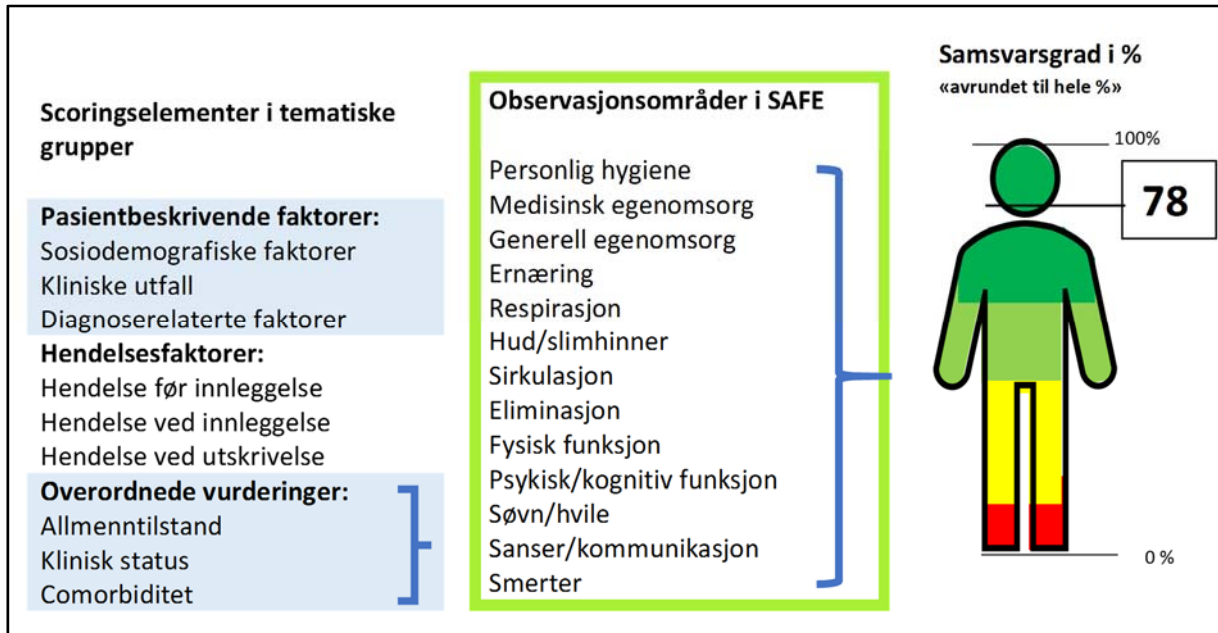 Scoringselementer i tematiske
grupper
Pasientbeskrivende faktorer:
Sosiodemografiske faktorer
Kliniske utfall
Diagnoserelaterte faktorer
Hendelsesfaktorer:
Hendelse før innleggelse
Hendelse ved innleggelse
Hendelse ved utskrivelse
Overordnede vurderinger:
Allmenntilstand
Klinisk status
Comorbiditet
Observasjonsområder i SAFE
Personlig hygiene
Medisinsk egenomsorg
Generell egenomsorg
Ernæring
Respirasjon
Hud/slimhinner
Sirkulasjon
Eliminasjon
Fysisk funksjon
Psykisk/kognitiv funksjon
Søvn/hvile
Sanser/kommunikasjon
Smerter
Samsvarsgrad i %
«avrundet til hele %»
100%
78
0 %